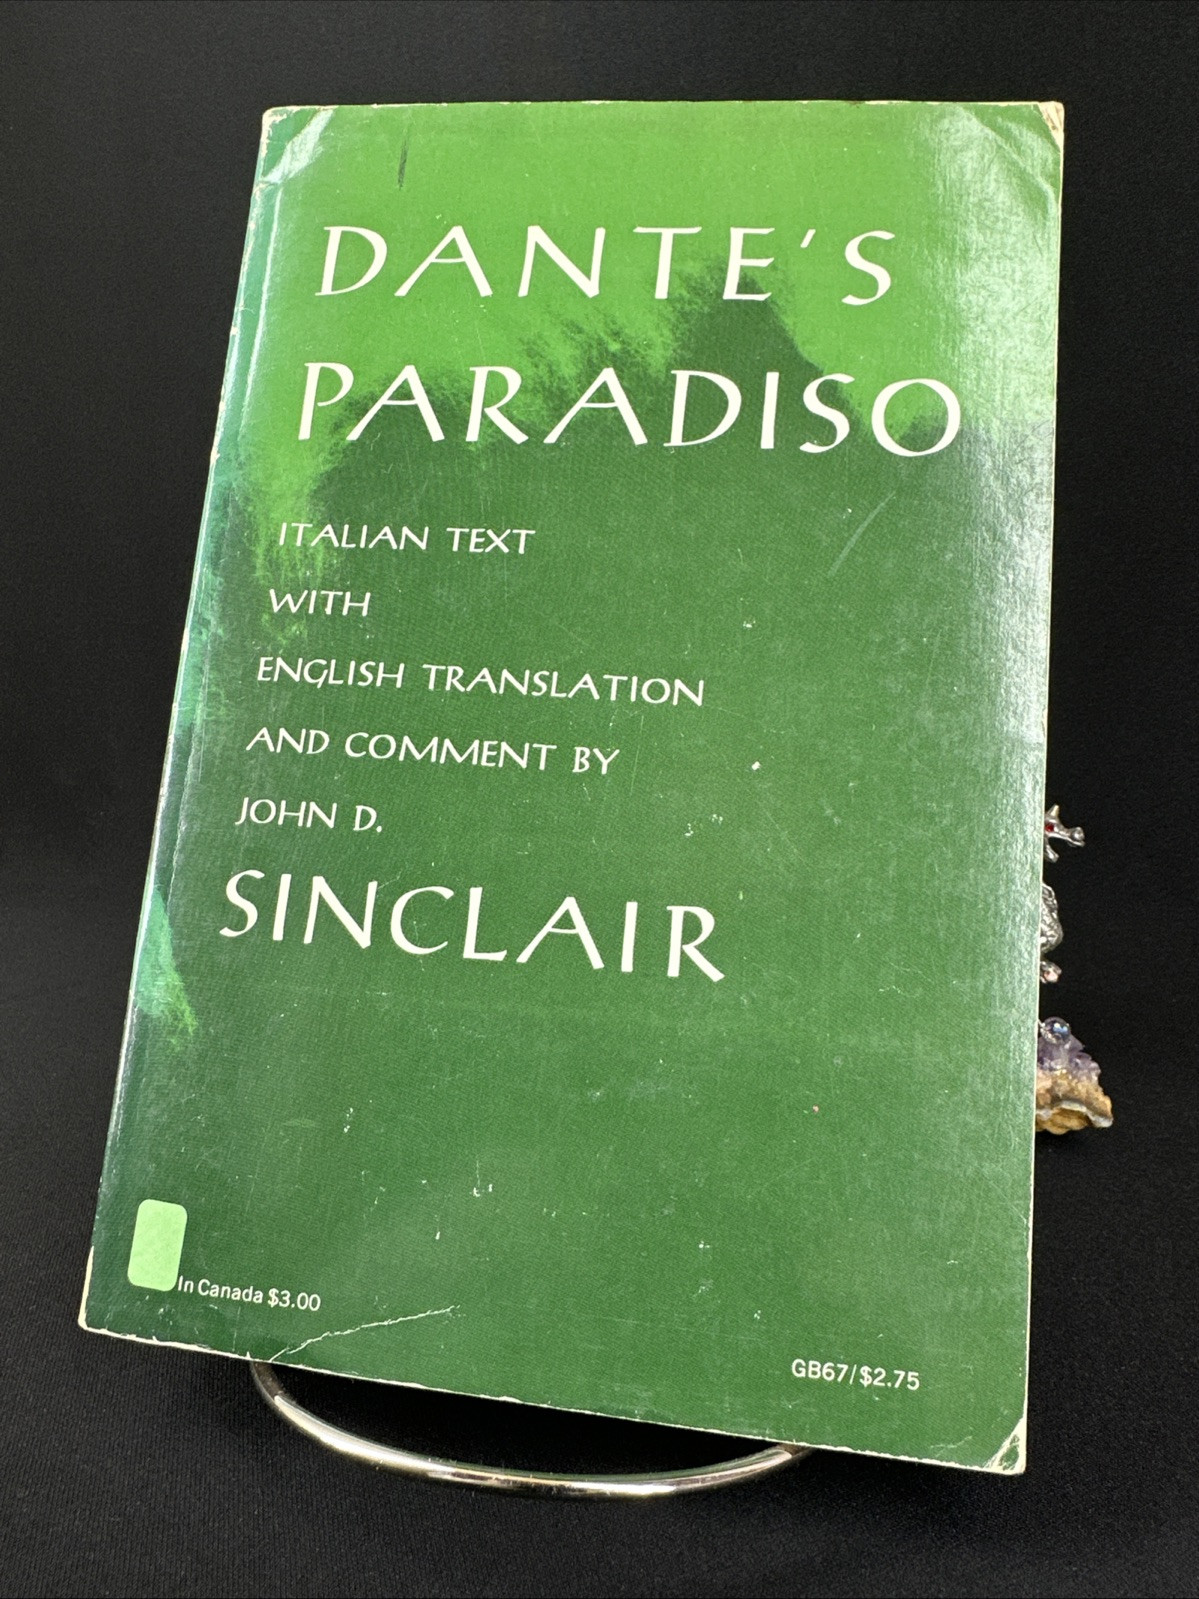 DANTE'S
PARADISO
ITALIAN TEXT
WITH
ENGLISH TRANSLATION
AND COMMENT BY
JOHN D.
SINCLAIR
In Canada $3.00
GB67/$2.75